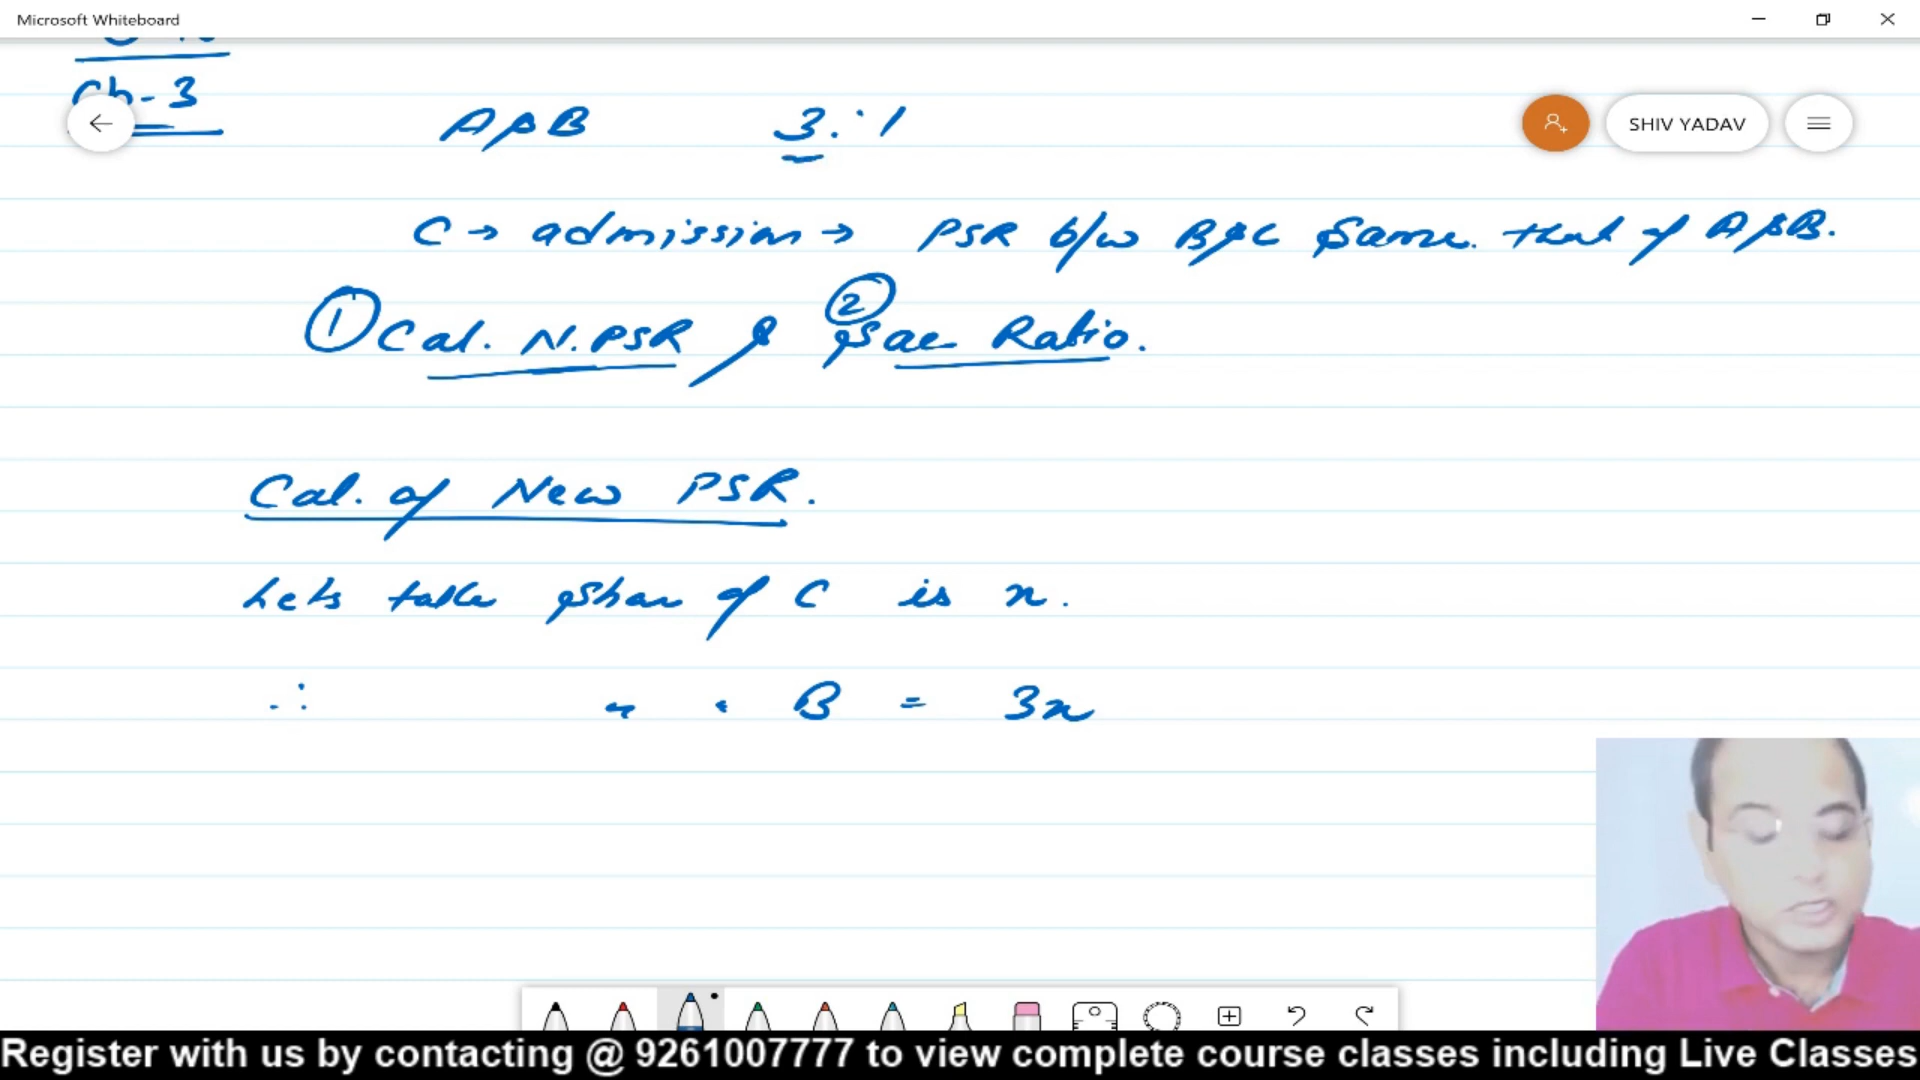 Microsoft Whiteboard
Ch-3
A & B 3:1
SHIV YADAV
C → admission → PSR b/w B & C Same that of A & B.
① Cal. N.PSR & ② Sac Ratio.
Cal. of New PSR.
Lets take Share of C is x.
∴ " " B = 3x
Register with us by contacting @ 9261007777 to view complete course classes including Live Classes